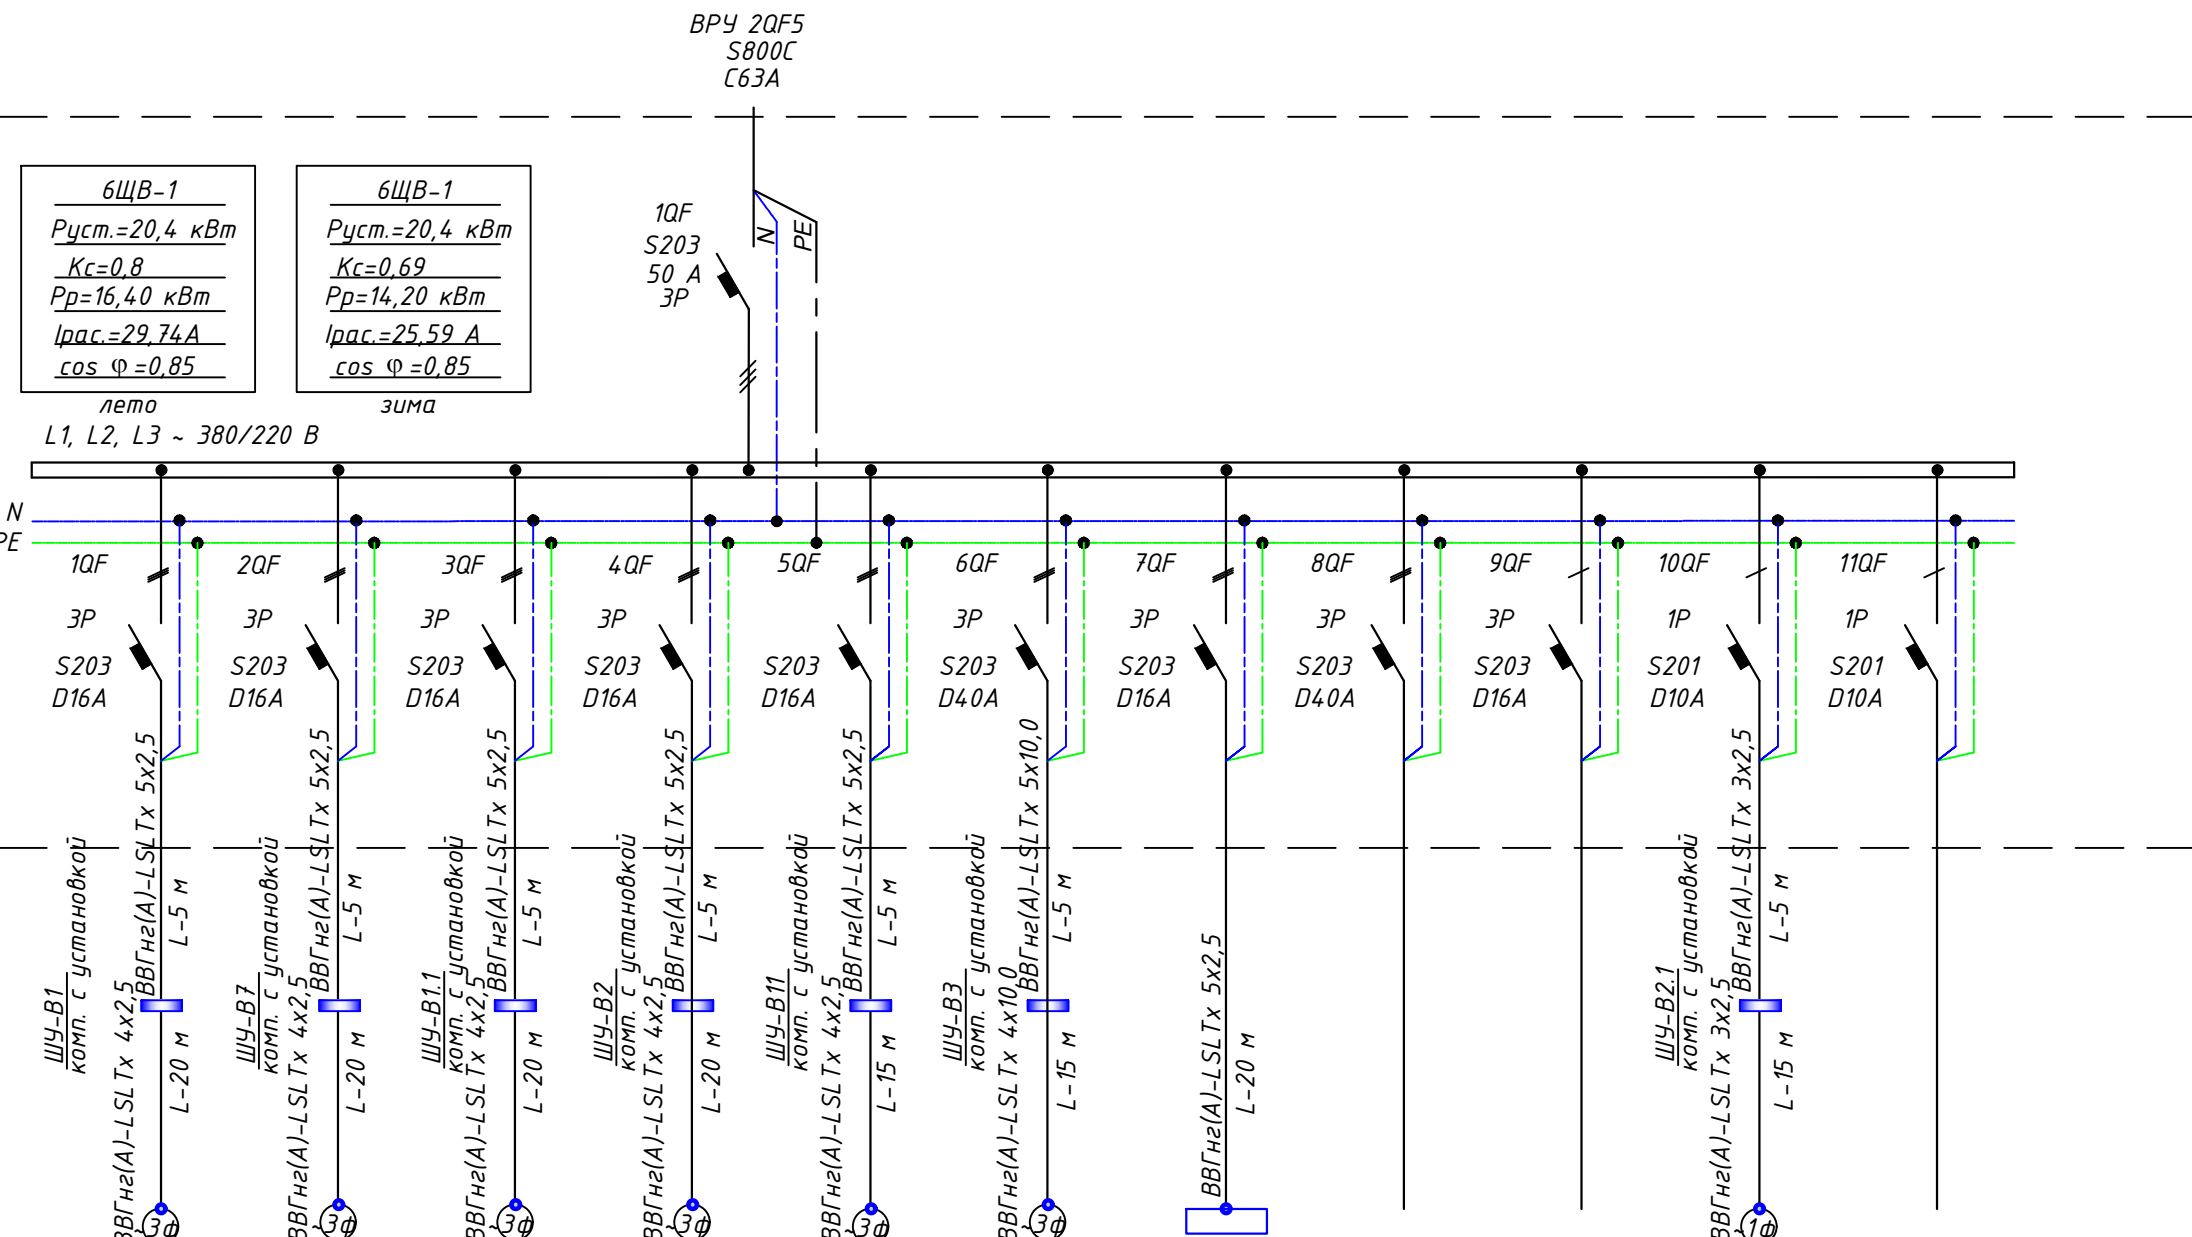 ВРУ 2QF5
S800C
C63A
6ЩВ-1
Руст.=20,4 кВт
Кс=0,8
Рр=16,40 кВт
Iрас.=29,74А
cos φ =0,85
лето
6ЩВ-1
Руст.=20,4 кВт
Кс=0,69
Рр=14,20 кВт
Iрас.=25,59 А
cos φ =0,85
зима
1QF
S203
50 А
3Р
N
PE
L1, L2, L3 ~ 380/220 В
N
PE
1QF
3Р
S203
D16A
ВВГнг(А)-LSLTx 5х2,5
L-5 м
ШУ-В1
комп. с установкой
ВВГнг(А)-LSLTx 4х2,5
L-20 м
~3ф
2QF
3Р
S203
D16A
ВВГнг(А)-LSLTx 5х2,5
L-5 м
ШУ-В7
комп. с установкой
ВВГнг(А)-LSLTx 4х2,5
L-20 м
~3ф
3QF
3Р
S203
D16A
ВВГнг(А)-LSLTx 5х2,5
L-5 м
ШУ-В1.1
комп. с установкой
ВВГнг(А)-LSLTx 4х2,5
L-20 м
~3ф
4QF
3Р
S203
D16A
ВВГнг(А)-LSLTx 5х2,5
L-5 м
ШУ-В2
комп. с установкой
ВВГнг(А)-LSLTx 4х2,5
L-20 м
~3ф
5QF
S203
D16A
ВВГнг(А)-LSLTx 5х2,5
L-5 м
ШУ-В11
комп. с установкой
ВВГнг(А)-LSLTx 4х2,5
L-15 м
~3ф
6QF
3Р
S203
D40A
ВВГнг(А)-LSLTx 5х10,0
L-5 м
ШУ-В3
комп. с установкой
ВВГнг(А)-LSLTx 4х10,0
L-15 м
~3ф
7QF
3Р
S203
D16A
ВВГнг(А)-LSLTx 5х2,5
L-20 м
8QF
3Р
S203
D40A
9QF
3Р
S203
D16A
10QF
1Р
S201
D10A
ВВГнг(А)-LSLTx 3х2,5
L-5 м
ШУ-В2.1
комп. с установкой
ВВГнг(А)-LSLTx 3х2,5
L-15 м
~1ф
11QF
1Р
S201
D10A